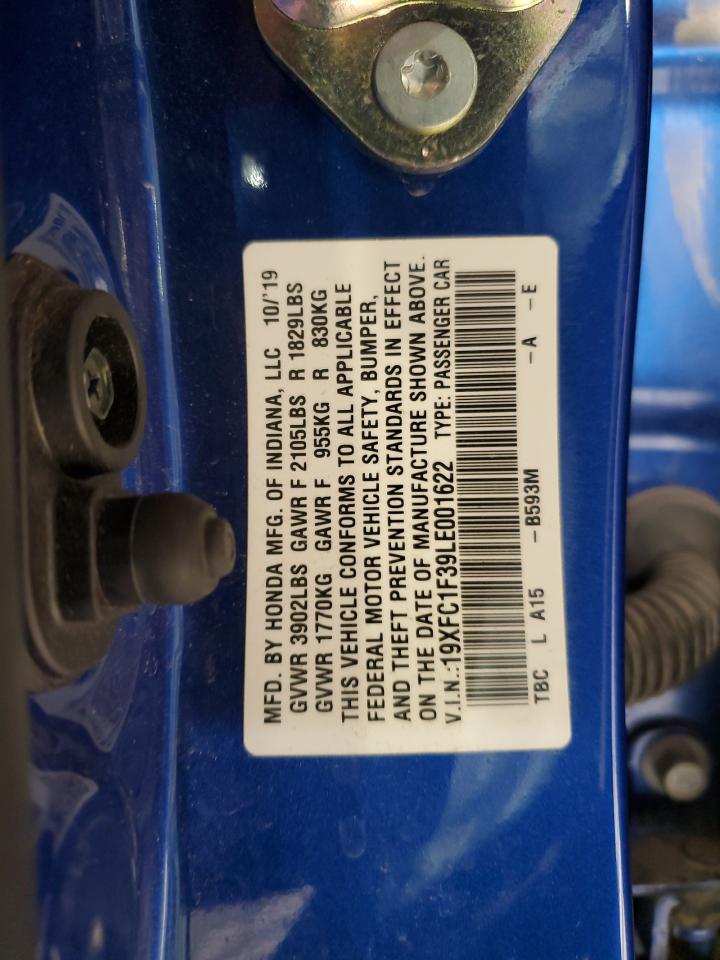 MFD. BY HONDA MFG. OF INDIANA, LLC 10/'19
GVWR 3902LBS GAWR F 2105LBS R 1829LBS
GVWR 1770KG GAWR F 955KG R 830KG
THIS VEHICLE CONFORMS TO ALL APPLICABLE
FEDERAL MOTOR VEHICLE SAFETY, BUMPER,
AND THEFT PREVENTION STANDARDS IN EFFECT
ON THE DATE OF MANUFACTURE SHOWN ABOVE.
V.I.N.:19XFC1F39LE001622 TYPE: PASSENGER CAR
TBC L A15 -B593M -A -E